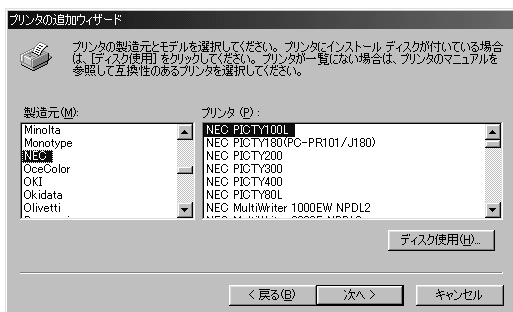 プリンタの追加ウィザード
プリンタの製造元とモデルを選択してください。プリンタにインストール ディスクが付いている場合
は、[ディスク使用] をクリックしてください。プリンタが一覧にない場合は、プリンタのマニュアルを
参照して互換性のあるプリンタを選択してください。
製造元(M):
Minolta
Monotype
NEC
OceColor
OKI
Okidata
Olivetti
プリンタ (P) :
NEC PICTY100L
NEC PICTY180(PC-PR101/J180)
NEC PICTY200
NEC PICTY300
NEC PICTY400
NEC PICTY80L
NEC MultiWriter 1000EW NPDL2
ディスク使用(H)...
< 戻る(B)
次へ >
キャンセル